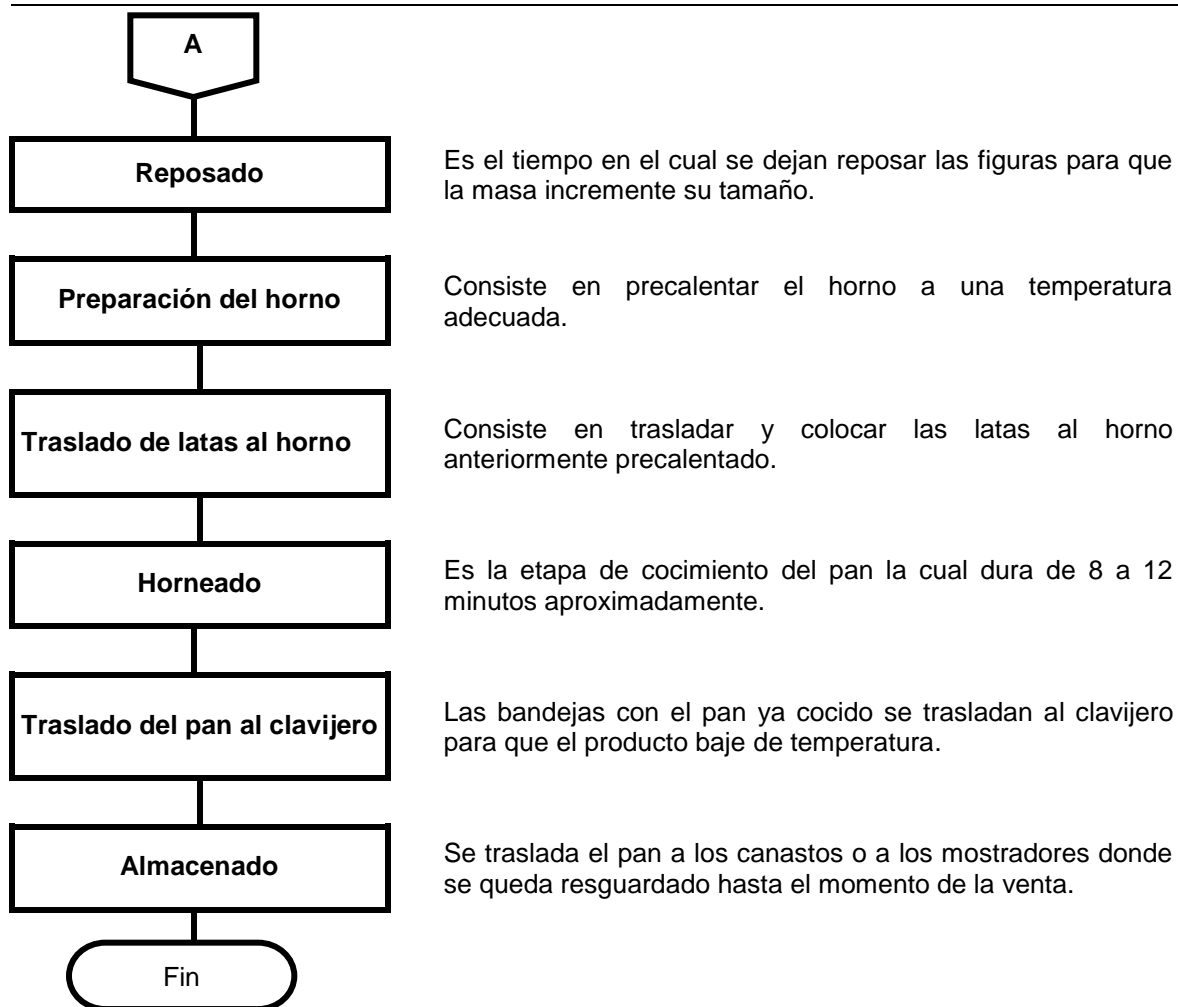 A
Reposado
Es el tiempo en el cual se dejan reposar las figuras para que
la masa incremente su tamaño.
Preparación del horno
Consiste en precalentar el horno a una temperatura
adecuada.
Traslado de latas al horno
Consiste en trasladar y colocar las latas al horno
anteriormente precalentado.
Horneado
Es la etapa de cocimiento del pan la cual dura de 8 a 12
minutos aproximadamente.
Traslado del pan al clavijero
Las bandejas con el pan ya cocido se trasladan al clavijero
para que el producto baje de temperatura.
Almacenado
Se traslada el pan a los canastos o a los mostradores donde
se queda resguardado hasta el momento de la venta.
Fin